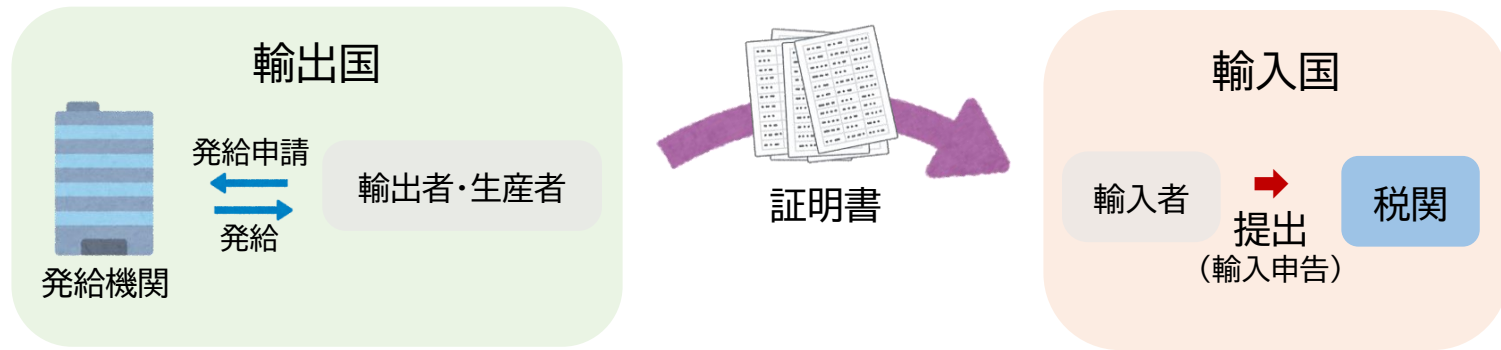 輸出国
発給申請
輸出者・生産者
発給
発給機関
証明書
輸入国
輸入者
提出
（輸入申告）
税関